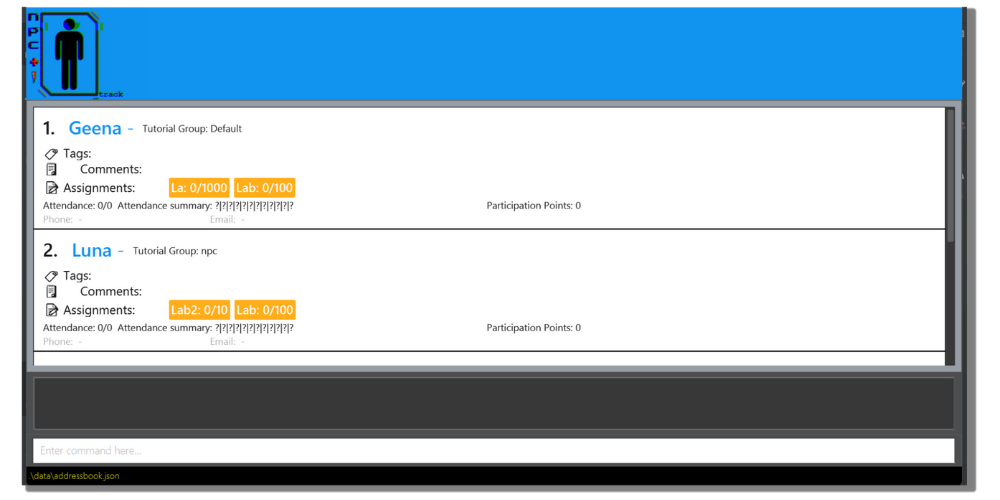 npc
track
1. Geena - Tutorial Group: Default
Tags:
Comments:
Assignments: La: 0/1000 Lab: 0/100
Attendance: 0/0 Attendance summary: ?|?|?|?|?|?|?|?|?|?|?|? Participation Points: 0
Phone: - Email: -
2. Luna - Tutorial Group: npc
Tags:
Comments:
Assignments: Lab2: 0/10 Lab: 0/100
Attendance: 0/0 Attendance summary: ?|?|?|?|?|?|?|?|?|?|?|? Participation Points: 0
Phone: - Email: -
Enter command here...
.\data\addressbook.json